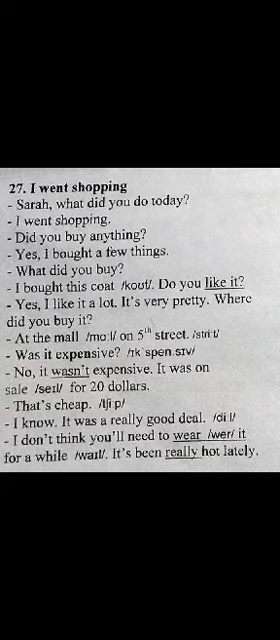 27. I went shopping
- Sarah, what did you do today?
- I went shopping.
- Did you buy anything?
- Yes, I bought a few things.
- What did you buy?
- I bought this coat /koʊt/. Do you like it?
- Yes, I like it a lot. It's very pretty. Where
did you buy it?
- At the mall /mɑːl/ on 5th street. /striːt/
- Was it expensive? /ɪkˈspen.sɪv/
- No, it wasn't expensive. It was on
sale /seɪl/ for 20 dollars.
- That's cheap. /tʃiːp/
- I know. It was a really good deal. /diːl/
- I don't think you'll need to wear /wer/ it
for a while /waɪl/. It's been really hot lately.